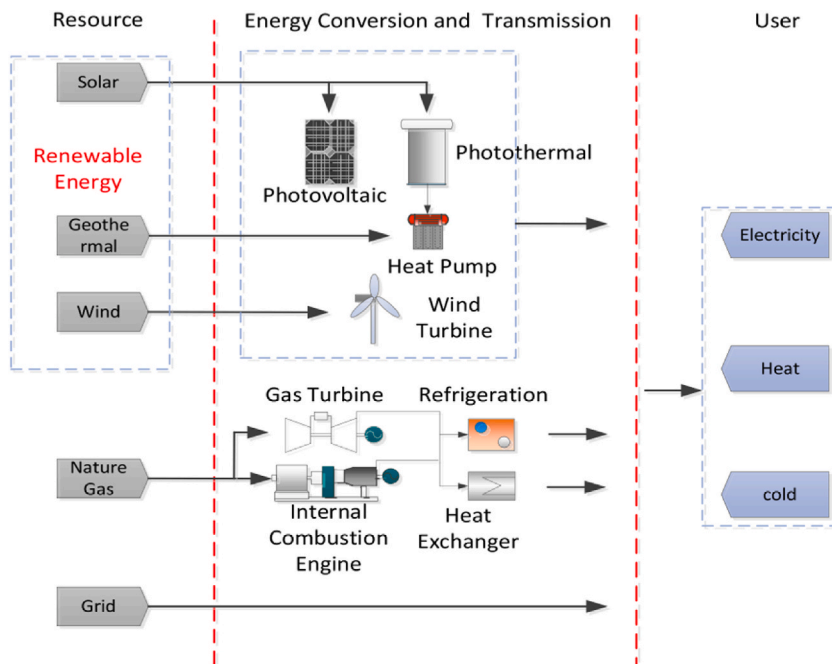 Resource
Energy Conversion and Transmission
User
Solar
Renewable
Energy
Photovoltaic
Photothermal
Geothe
rmal
Heat Pump
Electricity
Wind
Wind
Turbine
Heat
Gas Turbine
Refrigeration
Nature
Gas
Internal
Combustion
Engine
Heat
Exchanger
cold
Grid